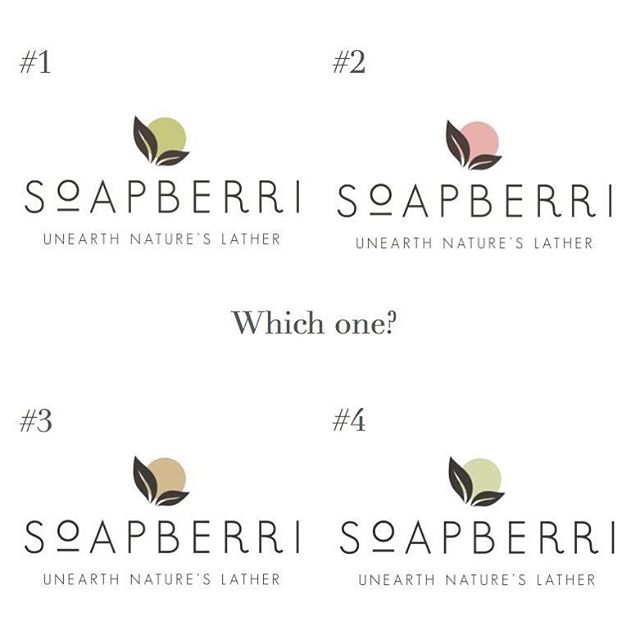 #1
#2
SOAPBERRI
UNEARTH NATURE'S LATHER
SOAPBERRI
UNEARTH NATURE'S LATHER
Which one?
#3
#4
SOAPBERRI
UNEARTH NATURE'S LATHER
SOAPBERRI
UNEARTH NATURE'S LATHER